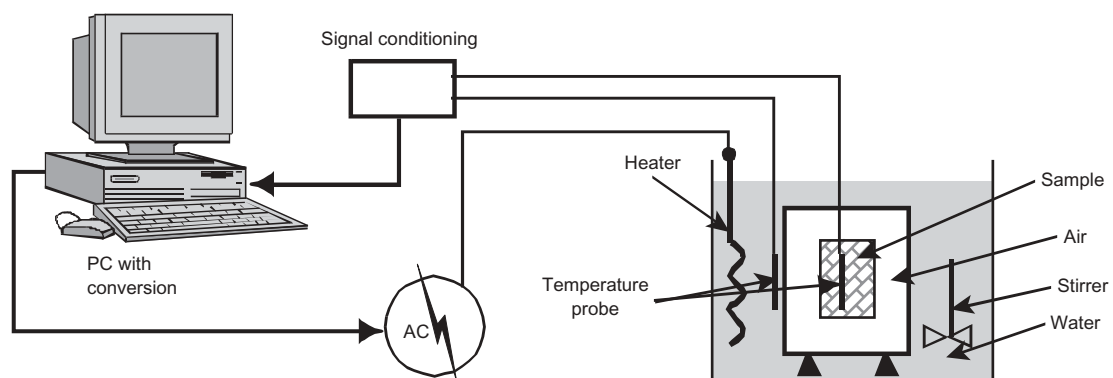 Signal conditioning
Heater
Sample
Air
PC with
conversion
Temperature
probe
Stirrer
AC
Water